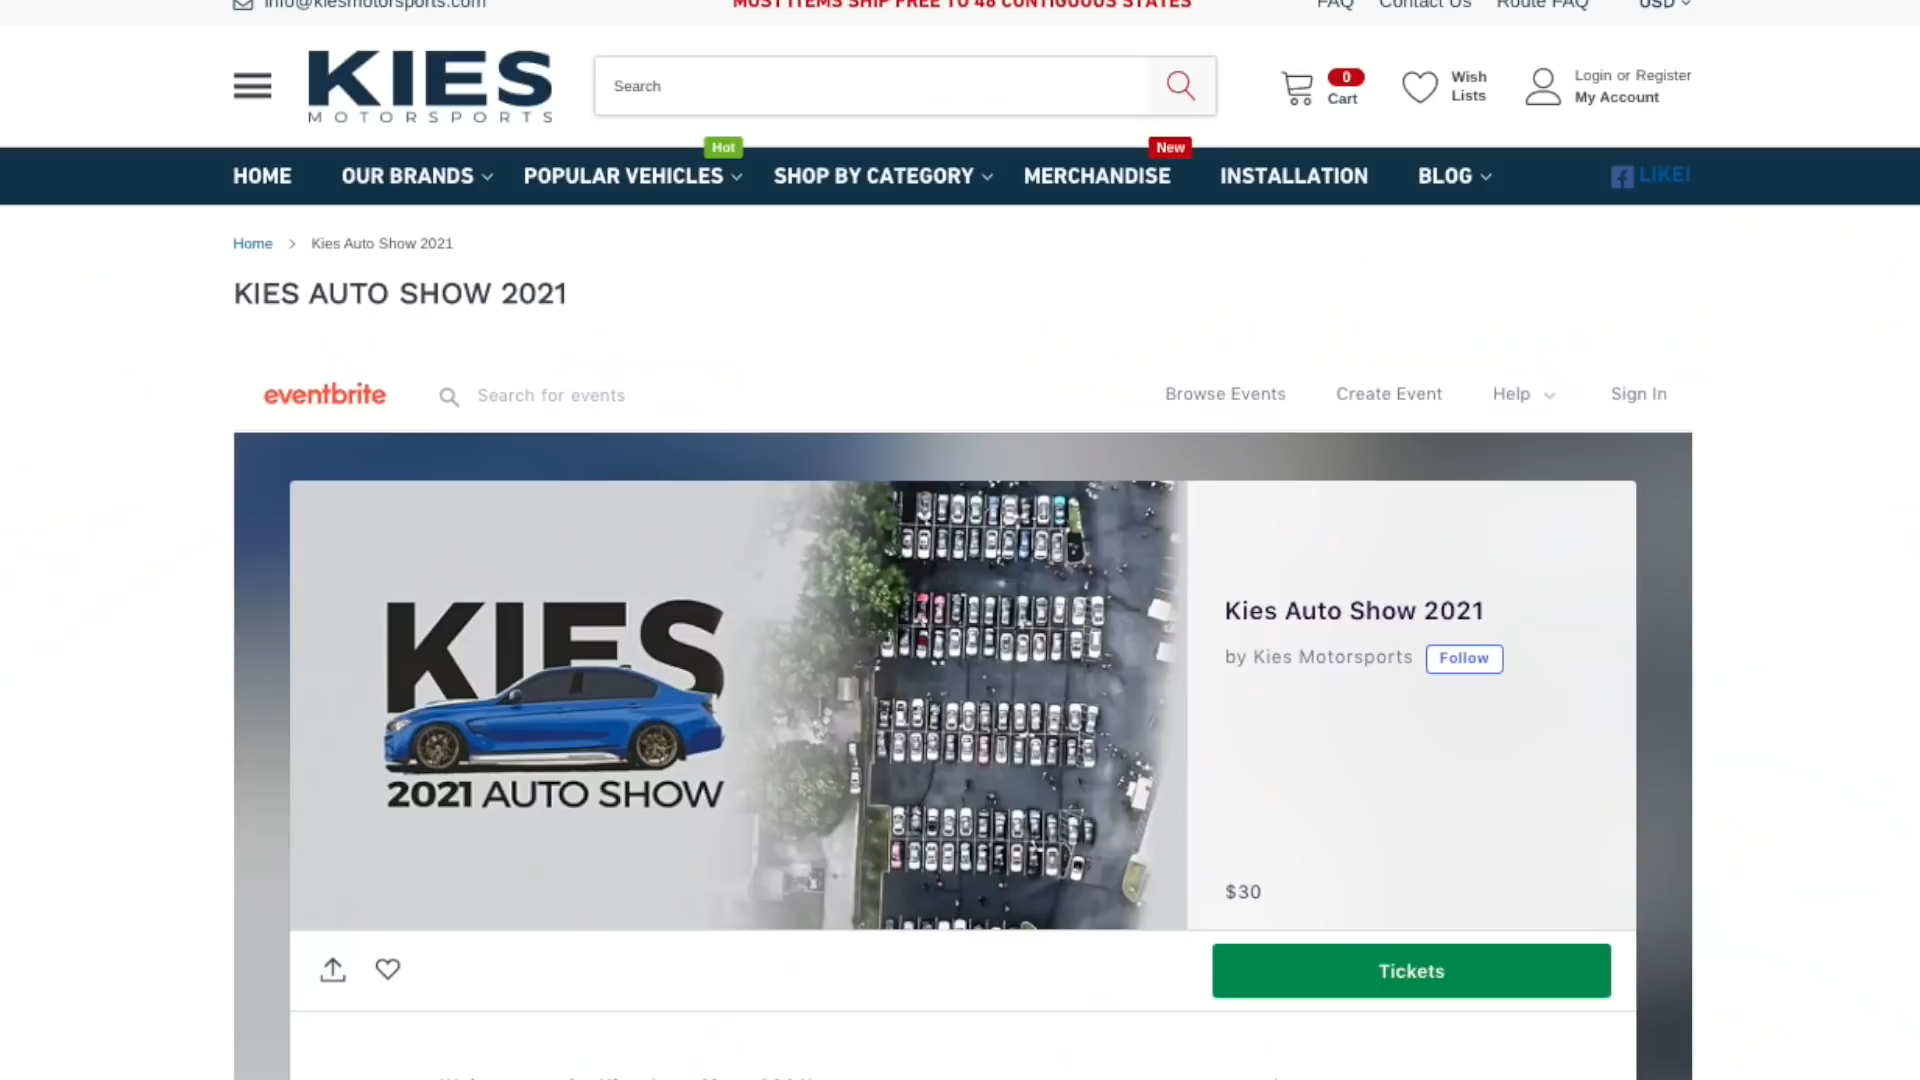 info@kiesmotorsports.com
MOST ITEMS SHIP FREE TO 48 CONTIGUOUS STATES
FAQ Contact Us Route FAQ USD
KIES
MOTORSPORTS
Search
0
Cart
Wish
Lists
Login or Register
My Account
Hot
New
HOME OUR BRANDS POPULAR VEHICLES SHOP BY CATEGORY MERCHANDISE INSTALLATION BLOG LIKE!
Home > Kies Auto Show 2021
KIES AUTO SHOW 2021
eventbrite Search for events Browse Events Create Event Help Sign In
KIES
2021 AUTO SHOW
Kies Auto Show 2021
by Kies Motorsports Follow
$30
Tickets